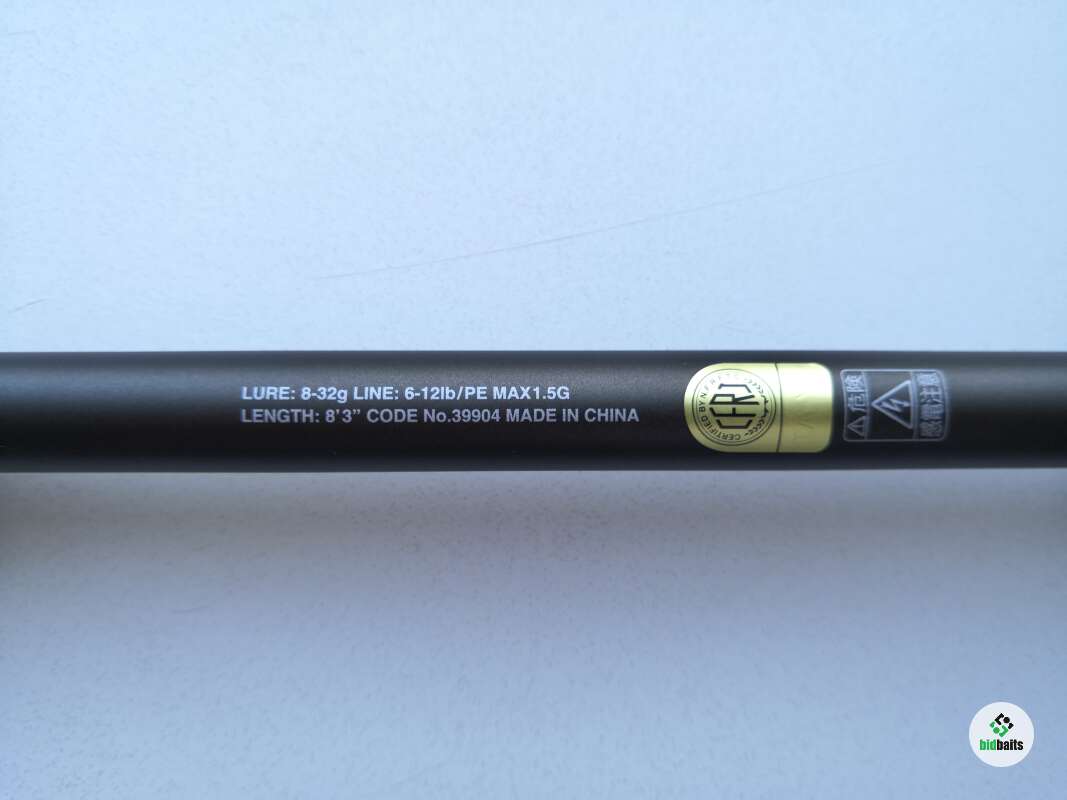 LURE: 8-32g LINE: 6-12lb/PE MAX1.5G
LENGTH: 8'3” CODE No.39904 MADE IN CHINA
CERTIFIED BY
危険
感電注意
bidbaits